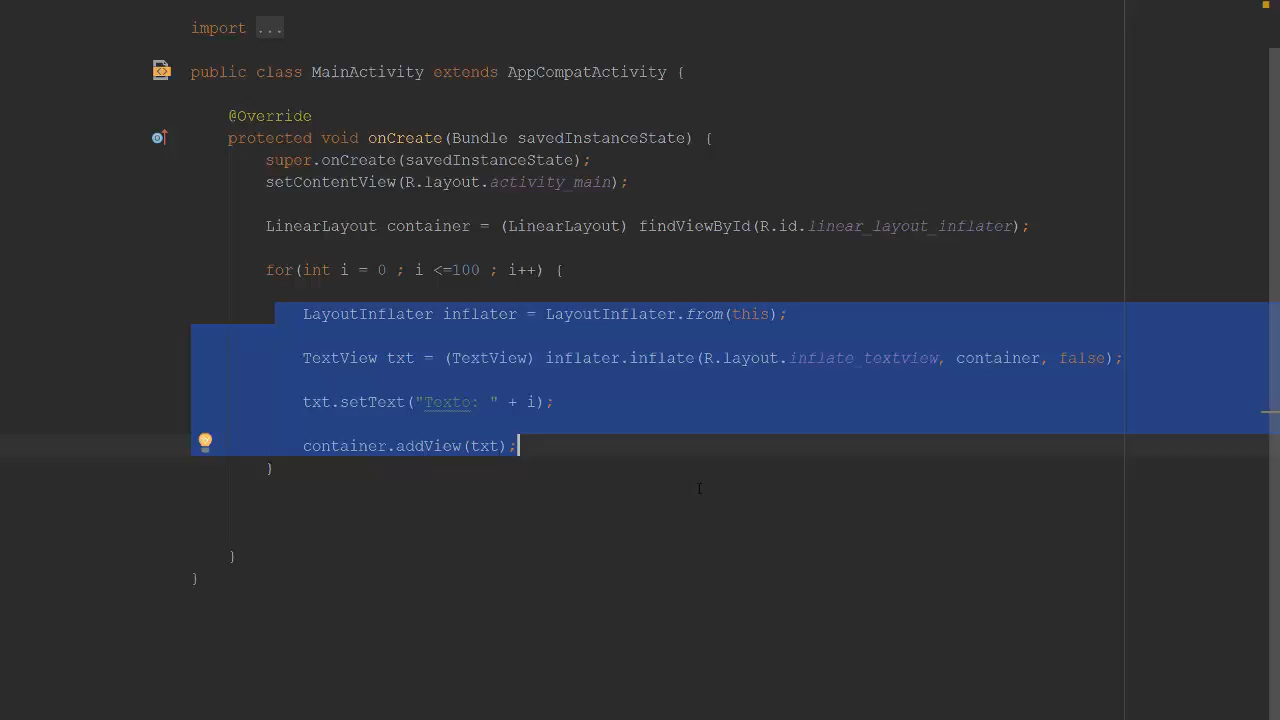 import ...
public class MainActivity extends AppCompatActivity {
@Override
protected void onCreate(Bundle savedInstanceState) {
super.onCreate(savedInstanceState);
setContentView(R.layout.activity_main);
LinearLayout container = (LinearLayout) findViewById(R.id.linear_layout_inflater);
for(int i = 0 ; i <=100 ; i++) {
LayoutInflater inflater = LayoutInflater.from(this);
TextView txt = (TextView) inflater.inflate(R.layout.inflate_textview, container, false);
txt.setText("Texto: " + i);
container.addView(txt);
}
}
}